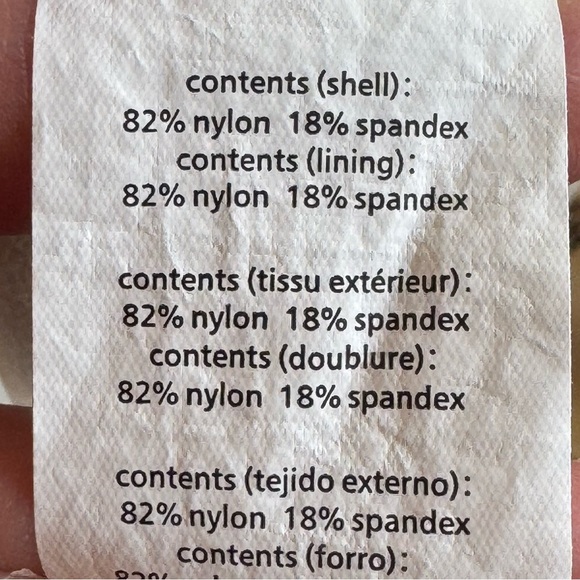 contents (shell):
82% nylon 18% spandex
contents (lining):
82% nylon 18% spandex
contents (tissu extérieur):
82% nylon 18% spandex
contents (doublure):
82% nylon 18% spandex
contents (tejido externo):
82% nylon 18% spandex
contents (forro):